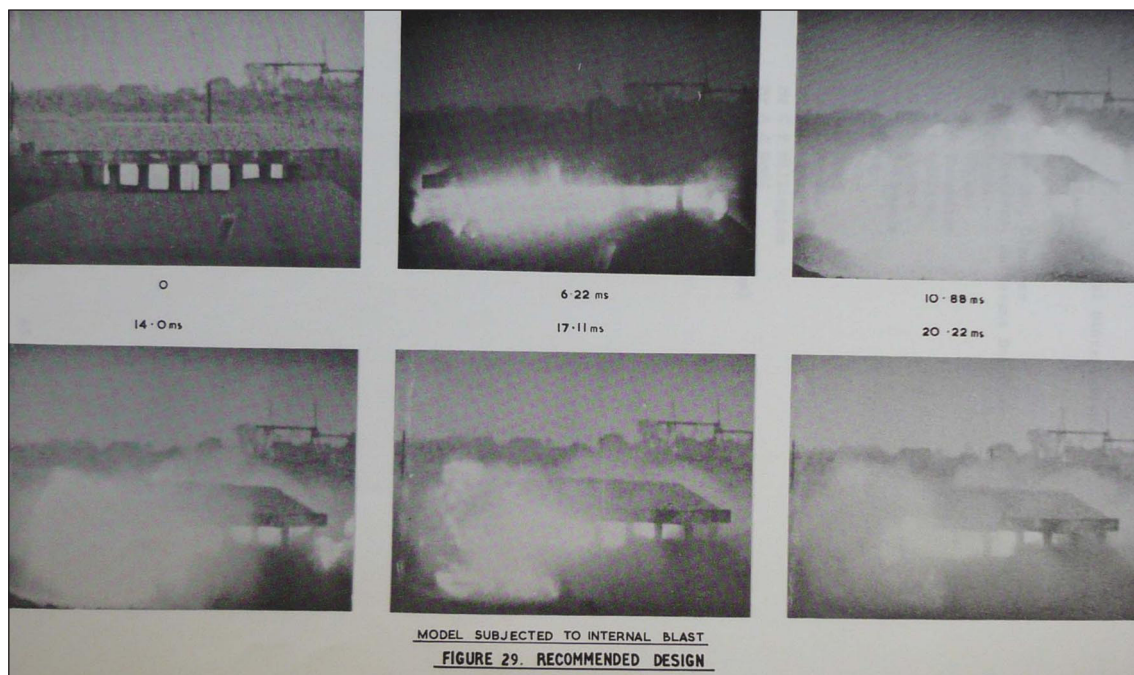 0
6·22 ms
10·88 ms
14·0 ms
17·11 ms
20·22 ms
MODEL SUBJECTED TO INTERNAL BLAST
FIGURE 29. RECOMMENDED DESIGN